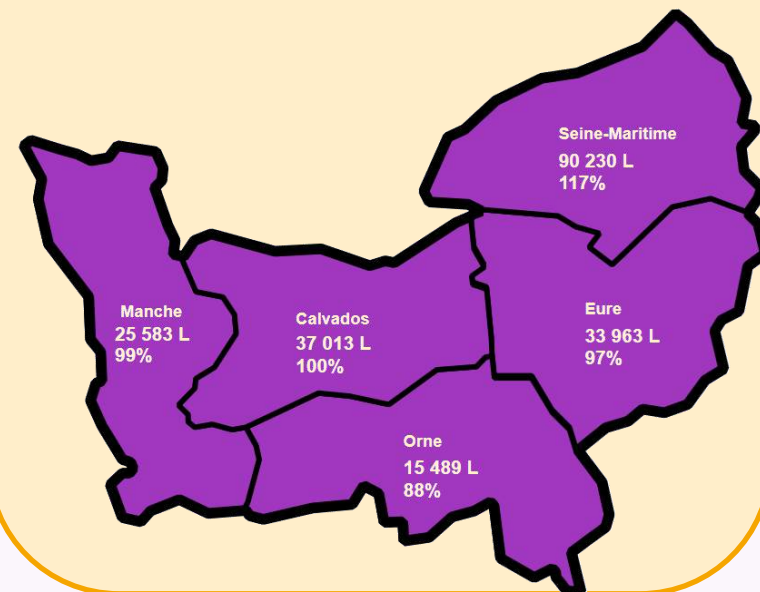 Seine-Maritime
90 230 L
117%
Manche
25 583 L
99%
Calvados
37 013 L
100%
Eure
33 963 L
97%
Orne
15 489 L
88%